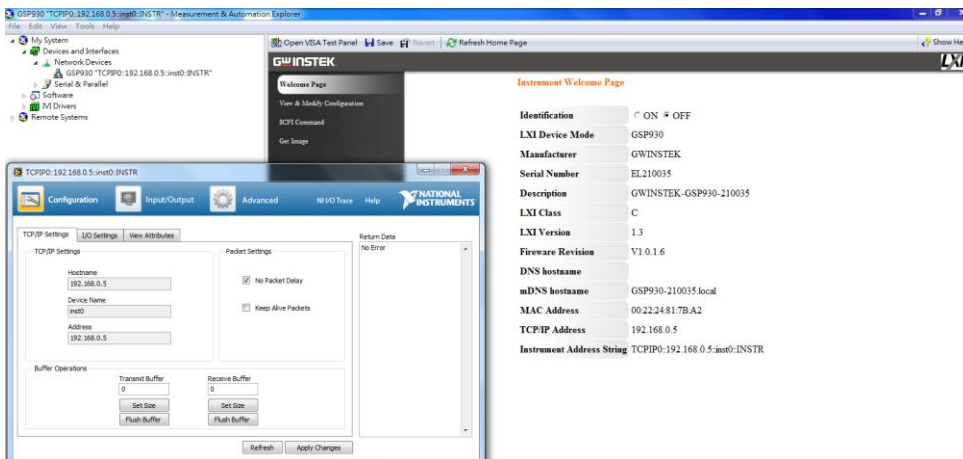 GSP930 "TCPIP0::192.168.0.5::inst0::INSTR" - Measurement & Automation Explorer
File Edit View Tools Help
My System
Devices and Interfaces
Network Devices
GSP930 "TCPIP0::192.168.0.5::inst0::INSTR"
Serial & Parallel
Software
IVI Drivers
Remote Systems
Open VISA Test Panel Save Revert Refresh Home Page Show He
GWINSTEK LXI
Welcome Page
View & Modify Configuration
ICPI Command
Get Image
Instrument Welcome Page
Identification ON OFF
LXI Device Mode GSP930
Manufacturer GWINSTEK
Serial Number EL210035
Description GWINSTEK-GSP930-210035
LXI Class C
LXI Version 1.3
Fireware Revision V1.0.1.6
DNS hostname
mDNS hostname GSP930-210035.local
MAC Address 00:22:24:81:7B:A2
TCP/IP Address 192.168.0.5
Instrument Address String TCPIP0::192.168.0.5::inst0::INSTR
TCPIP0::192.168.0.5::inst0::INSTR
Configuration Input/Output Advanced NI I/O Trace Help NATIONAL INSTRUMENTS
TCP/IP Settings I/O Settings View Attributes
Return Data
No Error
TCP/IP Settings
Hostname
192.168.0.5
Device Name
inst0
Address
192.168.0.5
Packet Settings
No Packet Delay
Keep Alive Packets
Buffer Operations
Transmit Buffer Receive Buffer
0 0
Set Size Set Size
Flush Buffer Flush Buffer
Refresh Apply Changes